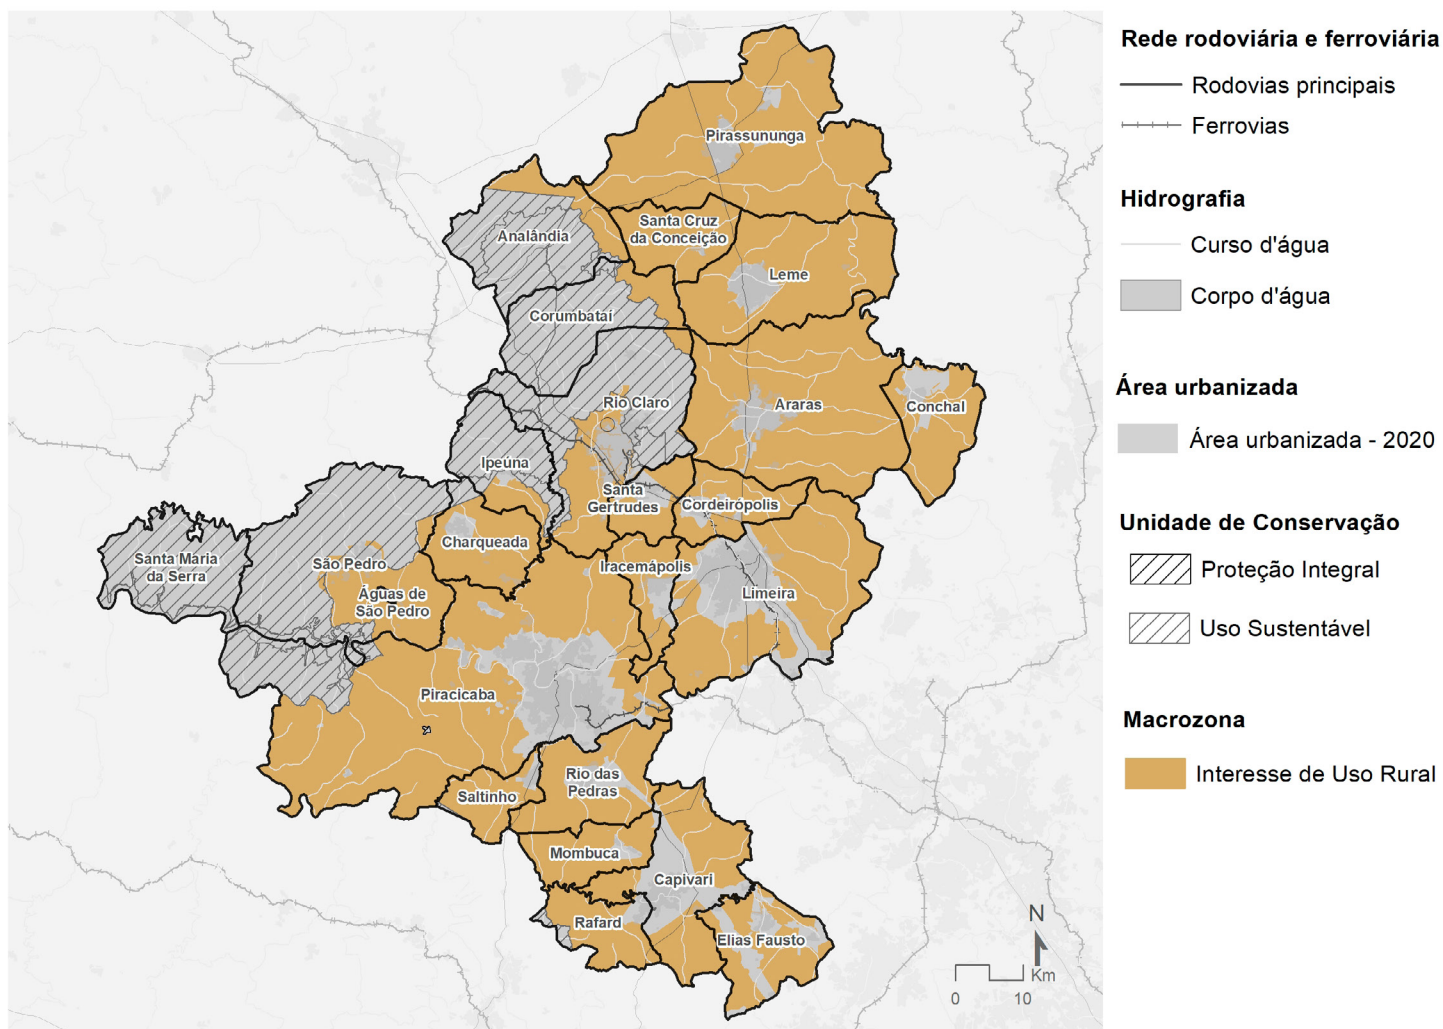 Pirassununga
Santa Cruz
da Conceição
Analândia
Leme
Corumbataí
Rio Claro
Araras
Conchal
Ipeúna
Santa
Gertrudes
Cordeirópolis
Charqueada
Santa Maria
da Serra
São Pedro
Iracemápolis
Limeira
Águas de
São Pedro
Piracicaba
Rio das
Pedras
Saltinho
Mombuca
Capivari
Rafard
Elias Fausto
N
Km
0 10
Rede rodoviária e ferroviária
Rodovias principais
Ferrovias
Hidrografia
Curso d'água
Corpo d'água
Área urbanizada
Área urbanizada - 2020
Unidade de Conservação
Proteção Integral
Uso Sustentável
Macrozona
Interesse de Uso Rural